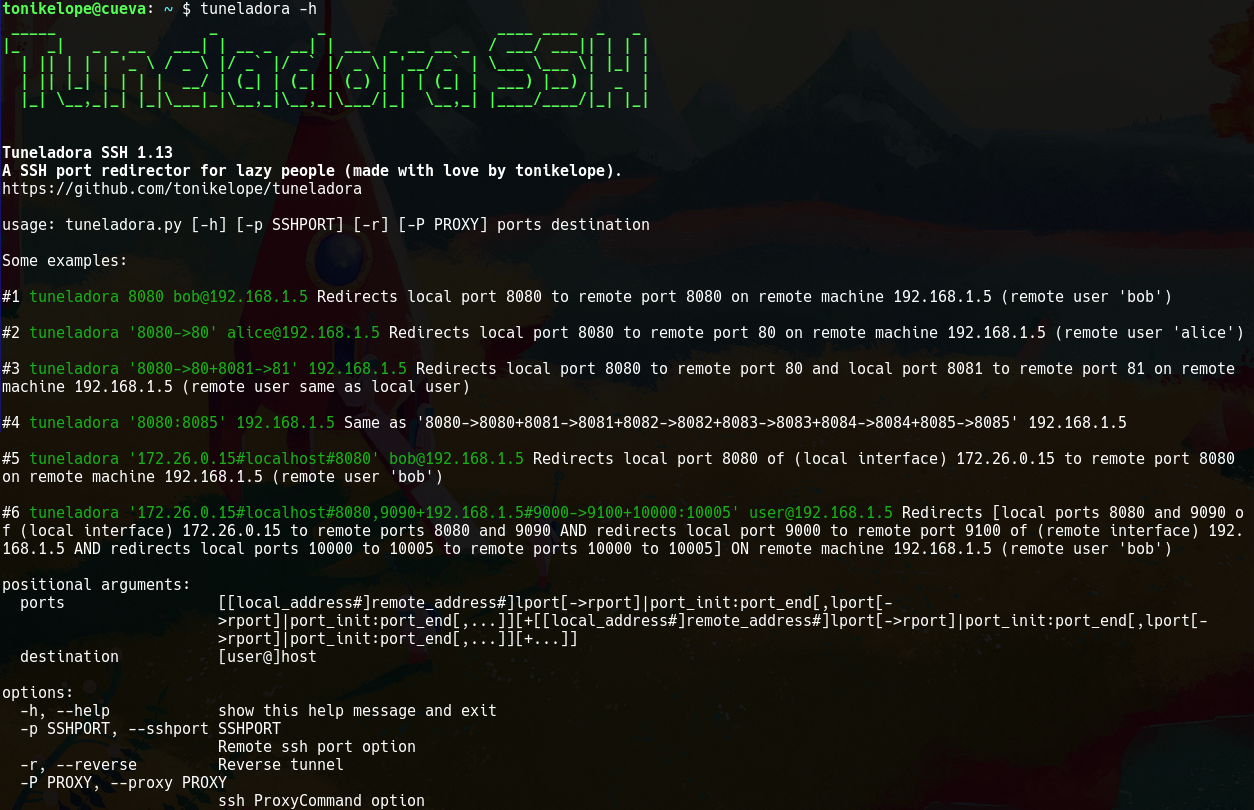 tonikelope@cueva: ~ $ tuneladora -h
Tuneladora SSH
Tuneladora SSH 1.13
A SSH port redirector for lazy people (made with love by tonikelope).
https://github.com/tonikelope/tuneladora
usage: tuneladora.py [-h] [-p SSHPORT] [-r] [-P PROXY] ports destination
Some examples:
#1 tuneladora 8080 bob@192.168.1.5 Redirects local port 8080 to remote port 8080 on remote machine 192.168.1.5 (remote user 'bob')
#2 tuneladora '8080->80' alice@192.168.1.5 Redirects local port 8080 to remote port 80 on remote machine 192.168.1.5 (remote user 'alice')
#3 tuneladora '8080->80+8081->81' 192.168.1.5 Redirects local port 8080 to remote port 80 and local port 8081 to remote port 81 on remote
machine 192.168.1.5 (remote user same as local user)
#4 tuneladora '8080:8085' 192.168.1.5 Same as '8080->8080+8081->8081+8082->8082+8083->8083+8084->8084+8085->8085' 192.168.1.5
#5 tuneladora '172.26.0.15#localhost#8080' bob@192.168.1.5 Redirects local port 8080 of (local interface) 172.26.0.15 to remote port 8080
on remote machine 192.168.1.5 (remote user 'bob')
#6 tuneladora '172.26.0.15#localhost#8080,9090+192.168.1.5#9000->9100+10000:10005' user@192.168.1.5 Redirects [local ports 8080 and 9090 o
f (local interface) 172.26.0.15 to remote ports 8080 and 9090 AND redirects local port 9000 to remote port 9100 of (remote interface) 192.
168.1.5 AND redirects local ports 10000 to 10005 to remote ports 10000 to 10005] ON remote machine 192.168.1.5 (remote user 'bob')
positional arguments:
ports [[local_address#]remote_address#]lport[->rport]|port_init:port_end[,lport[-
>rport]|port_init:port_end[,...]][+[[local_address#]remote_address#]lport[->rport]|port_init:port_end[,lport[-
>rport]|port_init:port_end[,...]][+...]]
destination [user@]host
options:
-h, --help show this help message and exit
-p SSHPORT, --sshport SSHPORT
Remote ssh port option
-r, --reverse Reverse tunnel
-P PROXY, --proxy PROXY
ssh ProxyCommand option